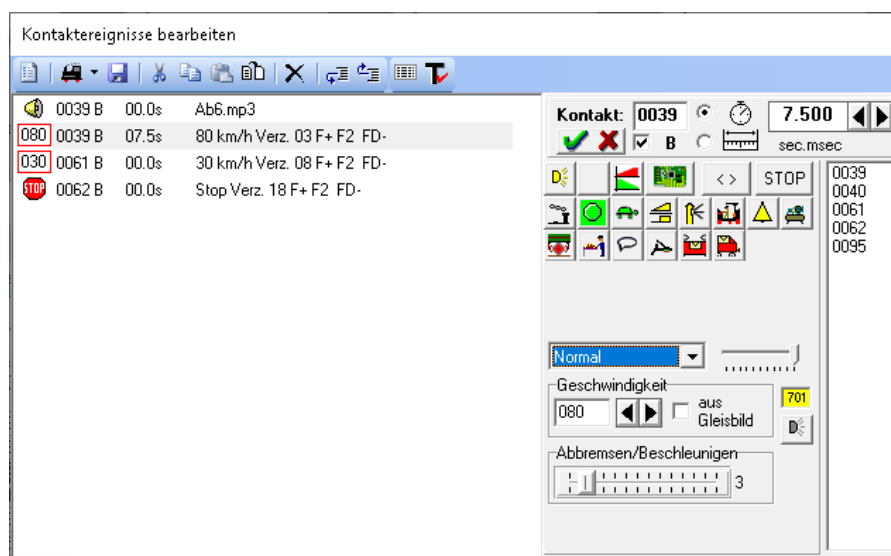 Kontaktereignisse bearbeiten
0039 B 00.0s Ab6.mp3
080 0039 B 07.5s 80 km/h Verz. 03 F+ F2 FD-
030 0061 B 00.0s 30 km/h Verz. 08 F+ F2 FD-
STOP 0062 B 00.0s Stop Verz. 18 F+ F2 FD-
Kontakt: 0039 7.500
B sec.msec
D <> STOP
0039
0040
0061
0062
0095
Normal
Geschwindigkeit
080 aus Gleisbild
701
D
Abbremsen/Beschleunigen
3